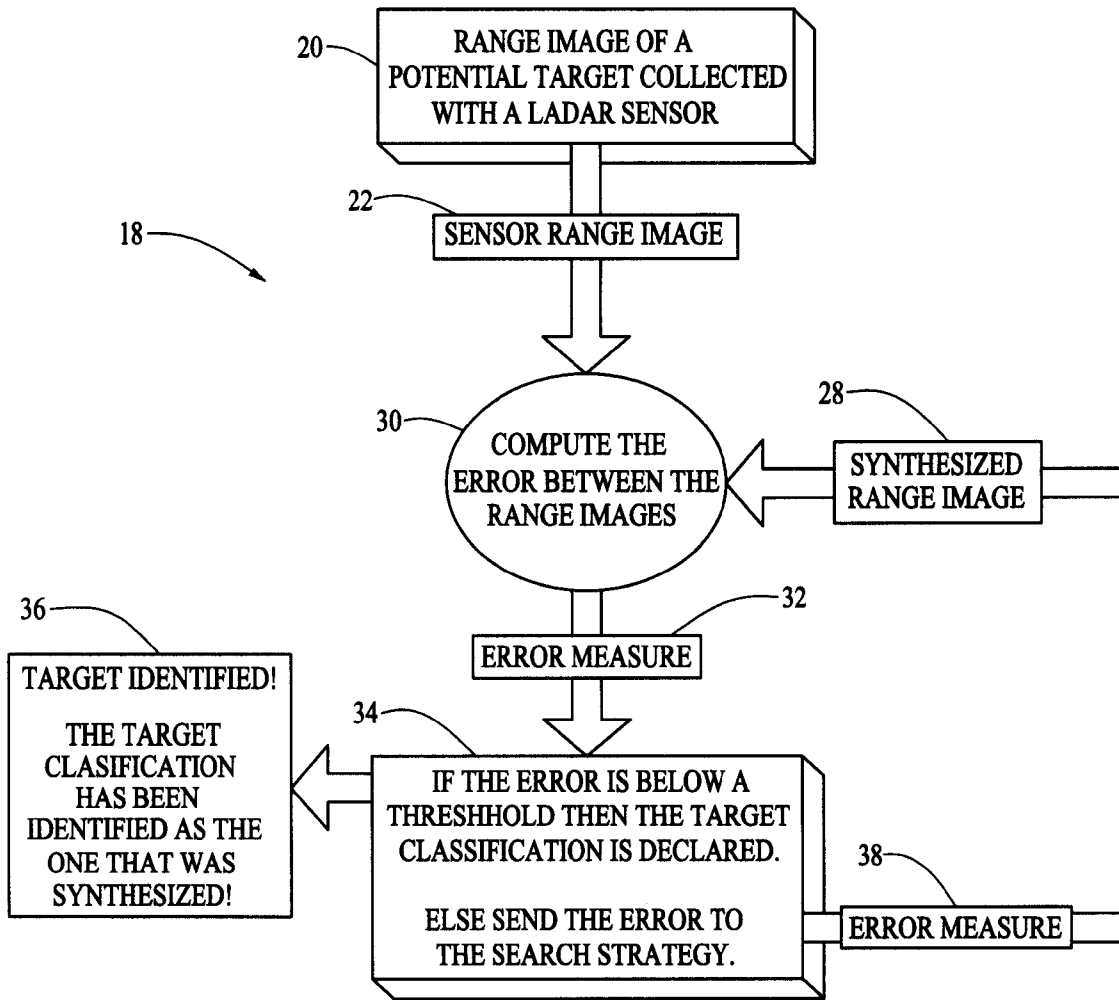 20
RANGE IMAGE OF A
POTENTIAL TARGET COLLECTED
WITH A LADAR SENSOR
22
SENSOR RANGE IMAGE
18
30
COMPUTE THE
ERROR BETWEEN THE
RANGE IMAGES
28
SYNTHESIZED
RANGE IMAGE
32
ERROR MEASURE
36
TARGET IDENTIFIED!
THE TARGET
CLASIFICATION
HAS BEEN
IDENTIFIED AS THE
ONE THAT WAS
SYNTHESIZED!
34
IF THE ERROR IS BELOW A
THRESHHOLD THEN THE TARGET
CLASSIFICATION IS DECLARED.
ELSE SEND THE ERROR TO
THE SEARCH STRATEGY.
38
ERROR MEASURE